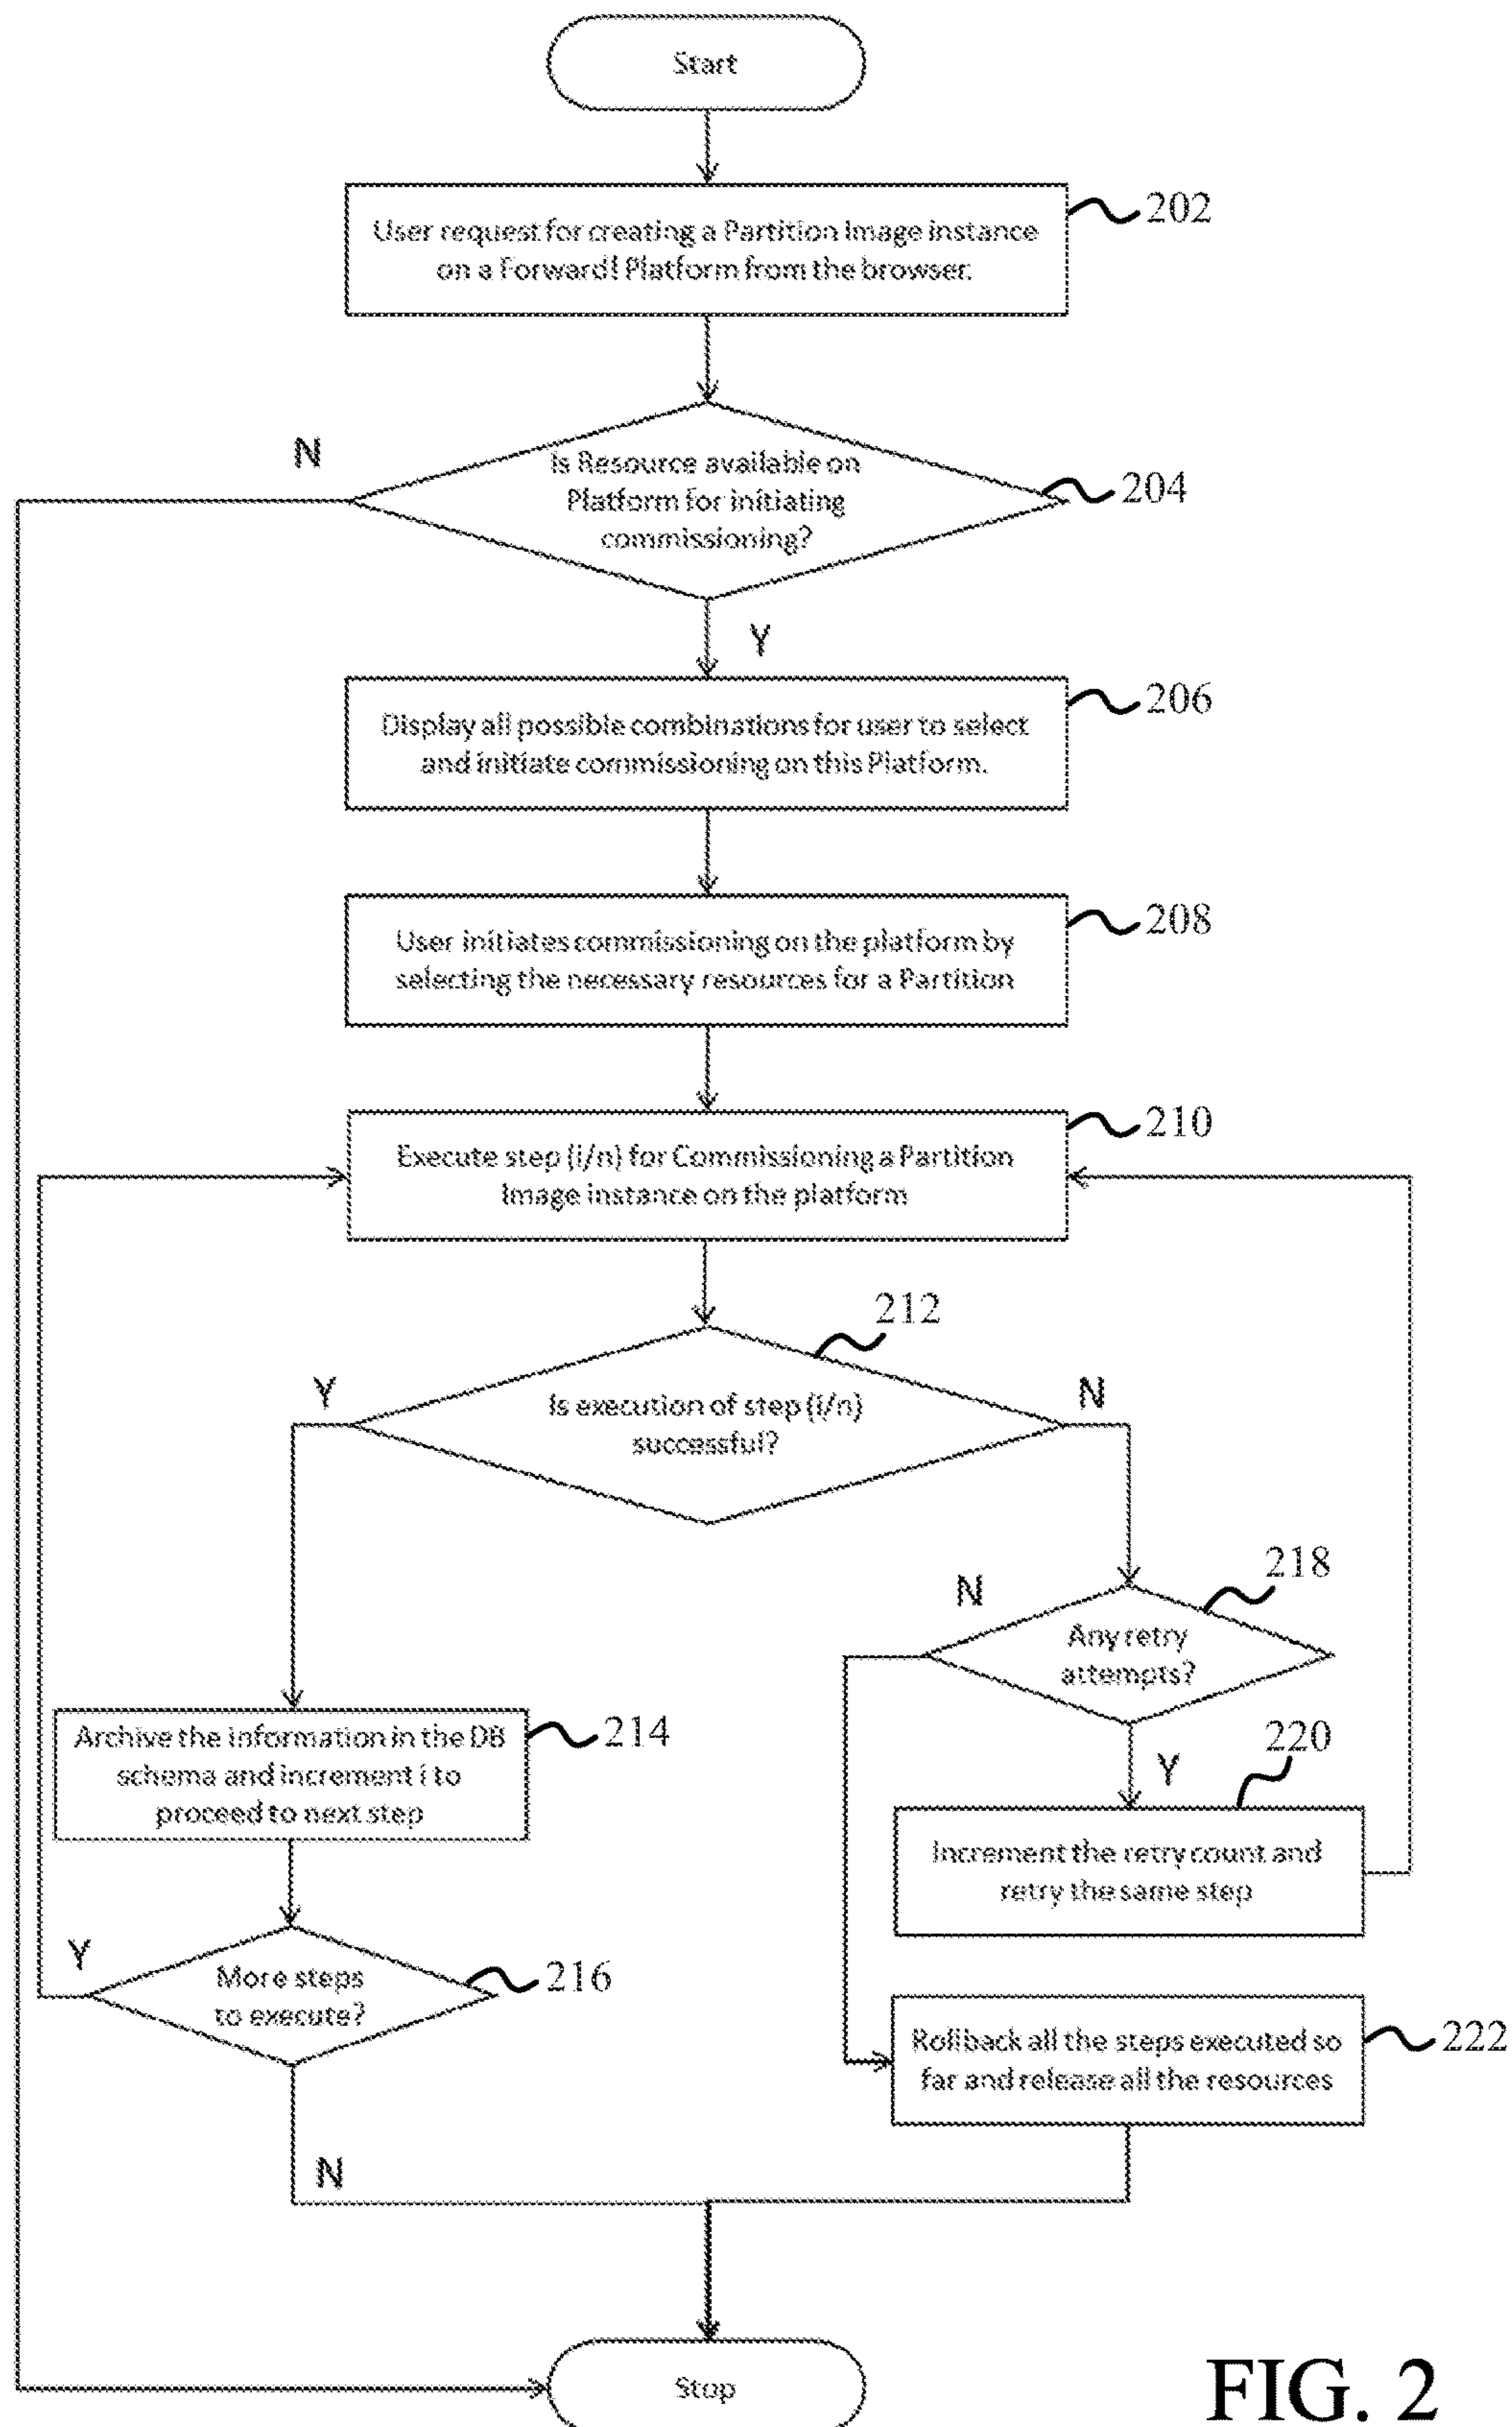 Start
202
User request for creating a Partition Image instance
on a Forward! Platform from the browser.
N
Is Resource available on
Platform for initiating
commissioning?
204
Y
206
Display all possible combinations for user to select
and initiate commissioning on this Platform.
208
User initiates commissioning on the platform by
selecting the necessary resources for a Partition
210
Execute step (i/n) for Commissioning a Partition
Image instance on the platform
212
Y
N
Is execution of step (i/n)
successful?
218
N
Any retry
attempts?
214
Archive the information in the DB
schema and increment i to
proceed to next step
220
Y
Increment the retry count and
retry the same step
Y
More steps
to execute?
216
222
Rollback all the steps executed so
far and release all the resources
N
Stop
FIG. 2